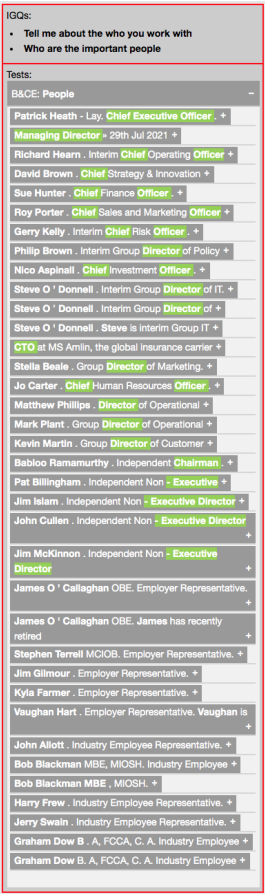 IGQs:
• Tell me about the who you work with
• Who are the important people
Tests:
B&CE: People −
Patrick Heath - Lay. Chief Executive Officer . +
Managing Director » 29th Jul 2021 +
Richard Hearn . Interim Chief Operating Officer +
David Brown . Chief Strategy & Innovation +
Sue Hunter . Chief Finance Officer . +
Roy Porter . Chief Sales and Marketing Officer +
Gerry Kelly . Interim Chief Risk Officer . +
Philip Brown . Interim Group Director of Policy +
Nico Aspinall . Chief Investment Officer . +
Steve O ' Donnell . Interim Group Director of IT. +
Steve O ' Donnell . Interim Group Director of +
Steve O ' Donnell . Steve is interim Group IT +
CTO at MS Amlin, the global insurance carrier +
Stella Beale . Group Director of Marketing. +
Jo Carter . Chief Human Resources Officer . +
Matthew Phillips . Director of Operational +
Mark Plant . Group Director of Operational +
Kevin Martin . Group Director of Customer +
Babloo Ramamurthy . Independent Chairman . +
Pat Billingham . Independent Non - Executive +
Jim Islam . Independent Non - Executive Director +
John Cullen . Independent Non - Executive Director
+
Jim McKinnon . Independent Non - Executive
Director +
James O ' Callaghan OBE. Employer Representative.
+
James O ' Callaghan OBE. James has recently
retired +
Stephen Terrell MCIOB. Employer Representative. +
Jim Gilmour . Employer Representative. +
Kyla Farmer . Employer Representative. +
Vaughan Hart . Employer Representative. Vaughan is
+
John Allott . Industry Employee Representative. +
Bob Blackman MBE, MIOSH. Industry Employee +
Bob Blackman MBE , MIOSH. +
Harry Frew . Industry Employee Representative. +
Jerry Swain . Industry Employee Representative. +
Graham Dow B . A, FCCA, C. A. Industry Employee +
Graham Dow B. A, FCCA, C. A. Industry Employee +